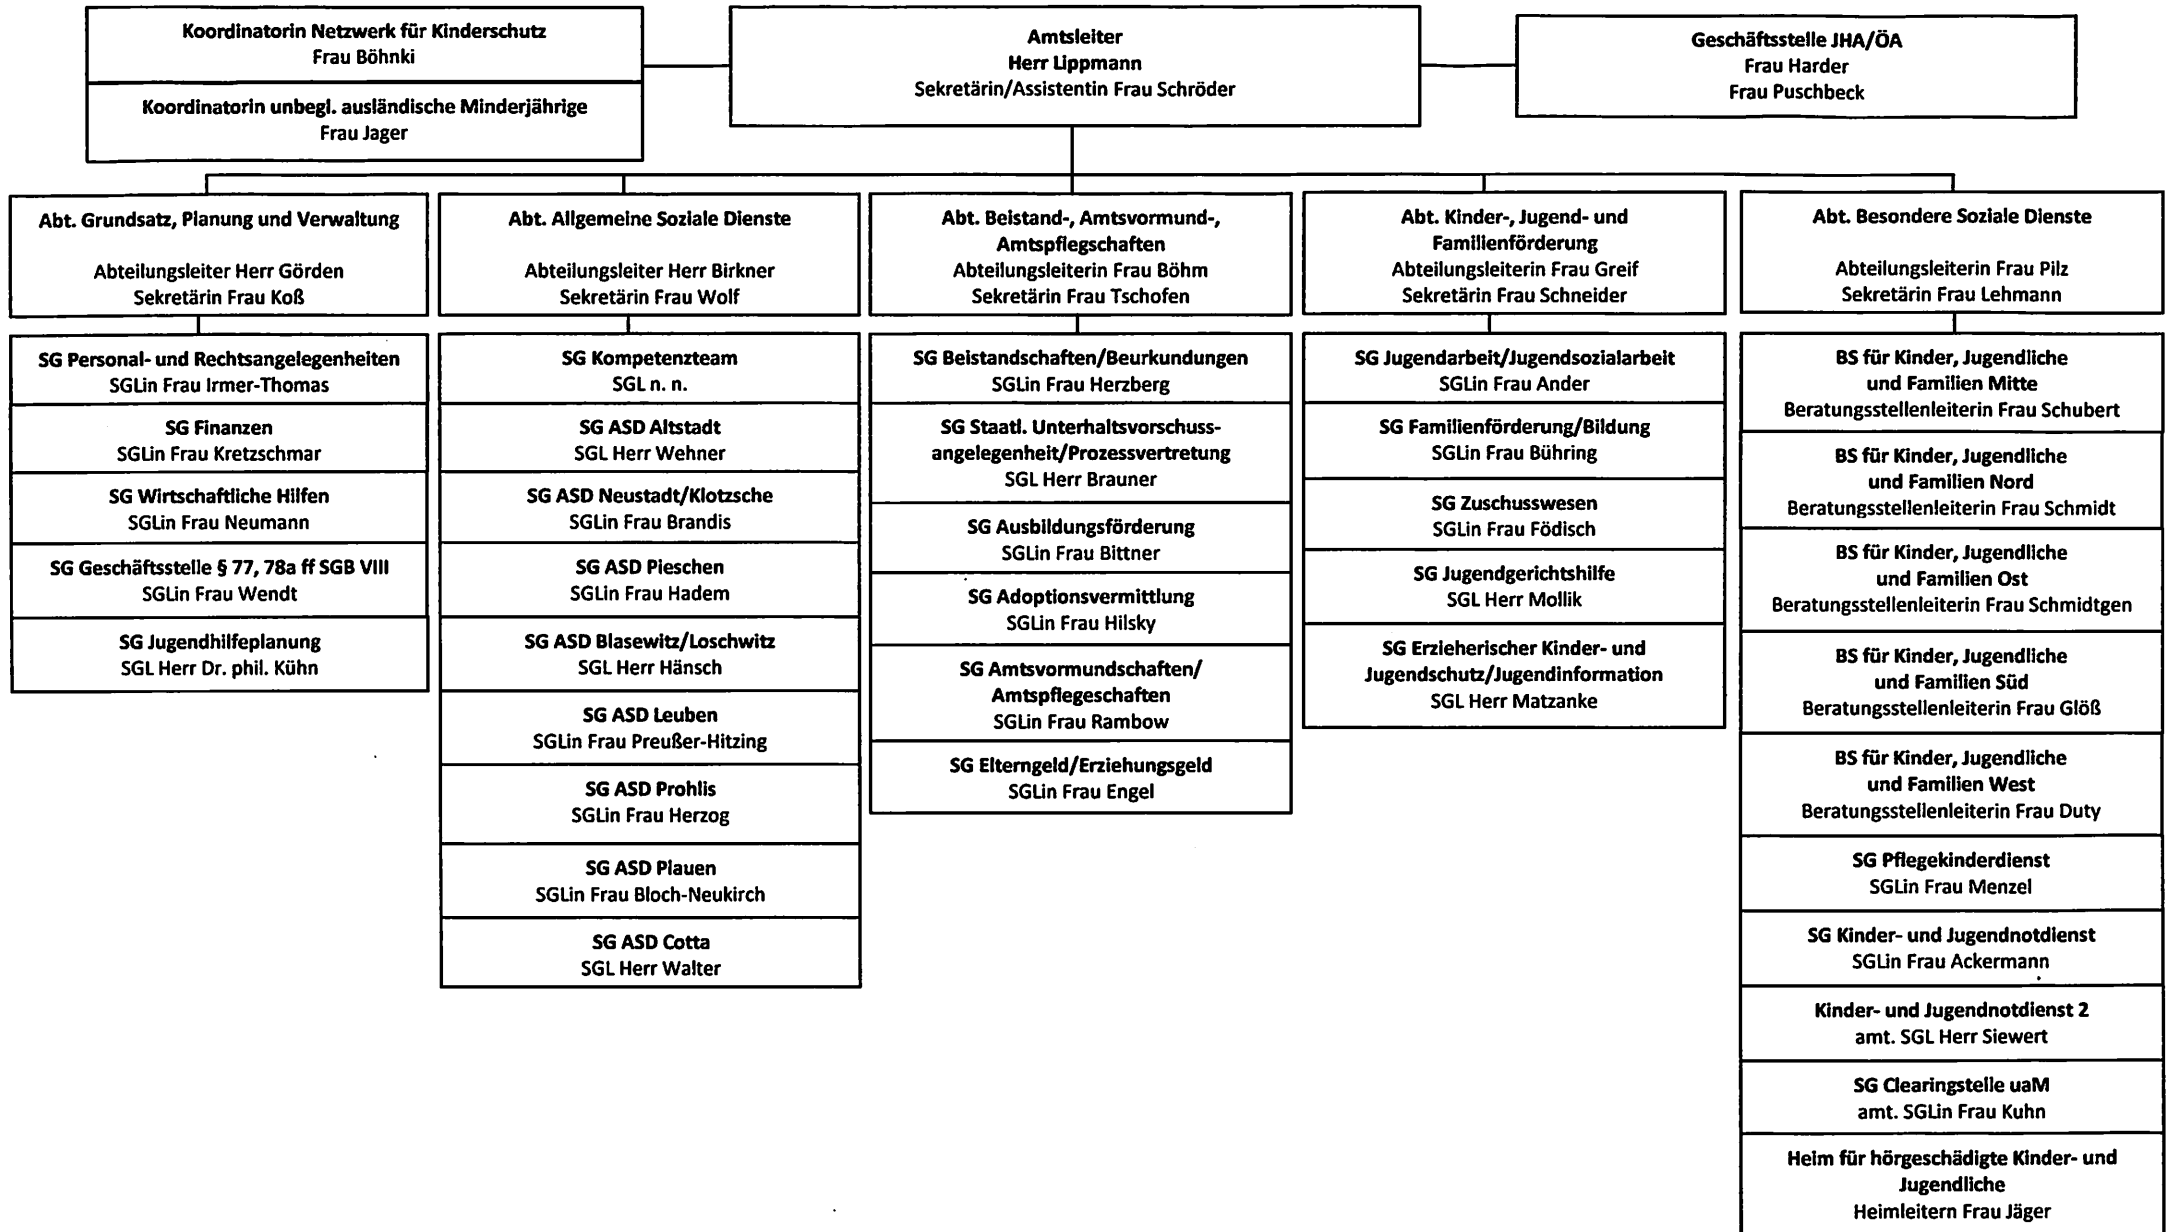 Koordinatorin Netzwerk für Kinderschutz
Frau Böhnki
Koordinatorin unbegl. ausländische Minderjährige
Frau Jager
Amtsleiter
Herr Lippmann
Sekretärin/Assistentin Frau Schröder
Geschäftsstelle JHA/ÖA
Frau Harder
Frau Puschbeck
Abt. Grundsatz, Planung und Verwaltung
Abteilungsleiter Herr Görden
Sekretärin Frau Koß
SG Personal- und Rechtsangelegenheiten
SGLin Frau Irmer-Thomas
SG Finanzen
SGLin Frau Kretzschmar
SG Wirtschaftliche Hilfen
SGLin Frau Neumann
SG Geschäftsstelle § 77, 78a ff SGB VIII
SGLin Frau Wendt
SG Jugendhilfeplanung
SGL Herr Dr. phil. Kühn
Abt. Allgemeine Soziale Dienste
Abteilungsleiter Herr Birkner
Sekretärin Frau Wolf
SG Kompetenzteam
SGL n. n.
SG ASD Altstadt
SGL Herr Wehner
SG ASD Neustadt/Klotzsche
SGLin Frau Brandis
SG ASD Pieschen
SGLin Frau Hadem
SG ASD Blasewitz/Loschwitz
SGL Herr Hänsch
SG ASD Leuben
SGLin Frau Preußer-Hitzing
SG ASD Prohlis
SGLin Frau Herzog
SG ASD Plauen
SGLin Frau Bloch-Neukirch
SG ASD Cotta
SGL Herr Walter
Abt. Beistand-, Amtsvormund-,
Amtspflegschaften
Abteilungsleiterin Frau Böhm
Sekretärin Frau Tschofen
SG Beistandschaften/Beurkundungen
SGLin Frau Herzberg
SG Staatl. Unterhaltsvorschuss-
angelegenheit/Prozessvertretung
SGL Herr Brauner
SG Ausbildungsförderung
SGLin Frau Bittner
SG Adoptionsvermittlung
SGLin Frau Hilsky
SG Amtsvormundschaften/
Amtspflegeschaften
SGLin Frau Rambow
SG Elterngeld/Erziehungsgeld
SGLin Frau Engel
Abt. Kinder-, Jugend- und
Familienförderung
Abteilungsleiterin Frau Greif
Sekretärin Frau Schneider
SG Jugendarbeit/Jugendsozialarbeit
SGLin Frau Ander
SG Familienförderung/Bildung
SGLin Frau Bühring
SG Zuschusswesen
SGLin Frau Födisch
SG Jugendgerichtshilfe
SGL Herr Mollik
SG Erzieherischer Kinder- und
Jugendschutz/Jugendinformation
SGL Herr Matzanke
Abt. Besondere Soziale Dienste
Abteilungsleiterin Frau Pilz
Sekretärin Frau Lehmann
BS für Kinder, Jugendliche
und Familien Mitte
Beratungsstellenleiterin Frau Schubert
BS für Kinder, Jugendliche
und Familien Nord
Beratungsstellenleiterin Frau Schmidt
BS für Kinder, Jugendliche
und Familien Ost
Beratungsstellenleiterin Frau Schmidtgen
BS für Kinder, Jugendliche
und Familien Süd
Beratungsstellenleiterin Frau Glöß
BS für Kinder, Jugendliche
und Familien West
Beratungsstellenleiterin Frau Duty
SG Pflegekinderdienst
SGLin Frau Menzel
SG Kinder- und Jugendnotdienst
SGLin Frau Ackermann
Kinder- und Jugendnotdienst 2
amt. SGL Herr Siewert
SG Clearingstelle uaM
amt. SGLin Frau Kuhn
Heim für hörgeschädigte Kinder- und
Jugendliche
Heimleitern Frau Jäger